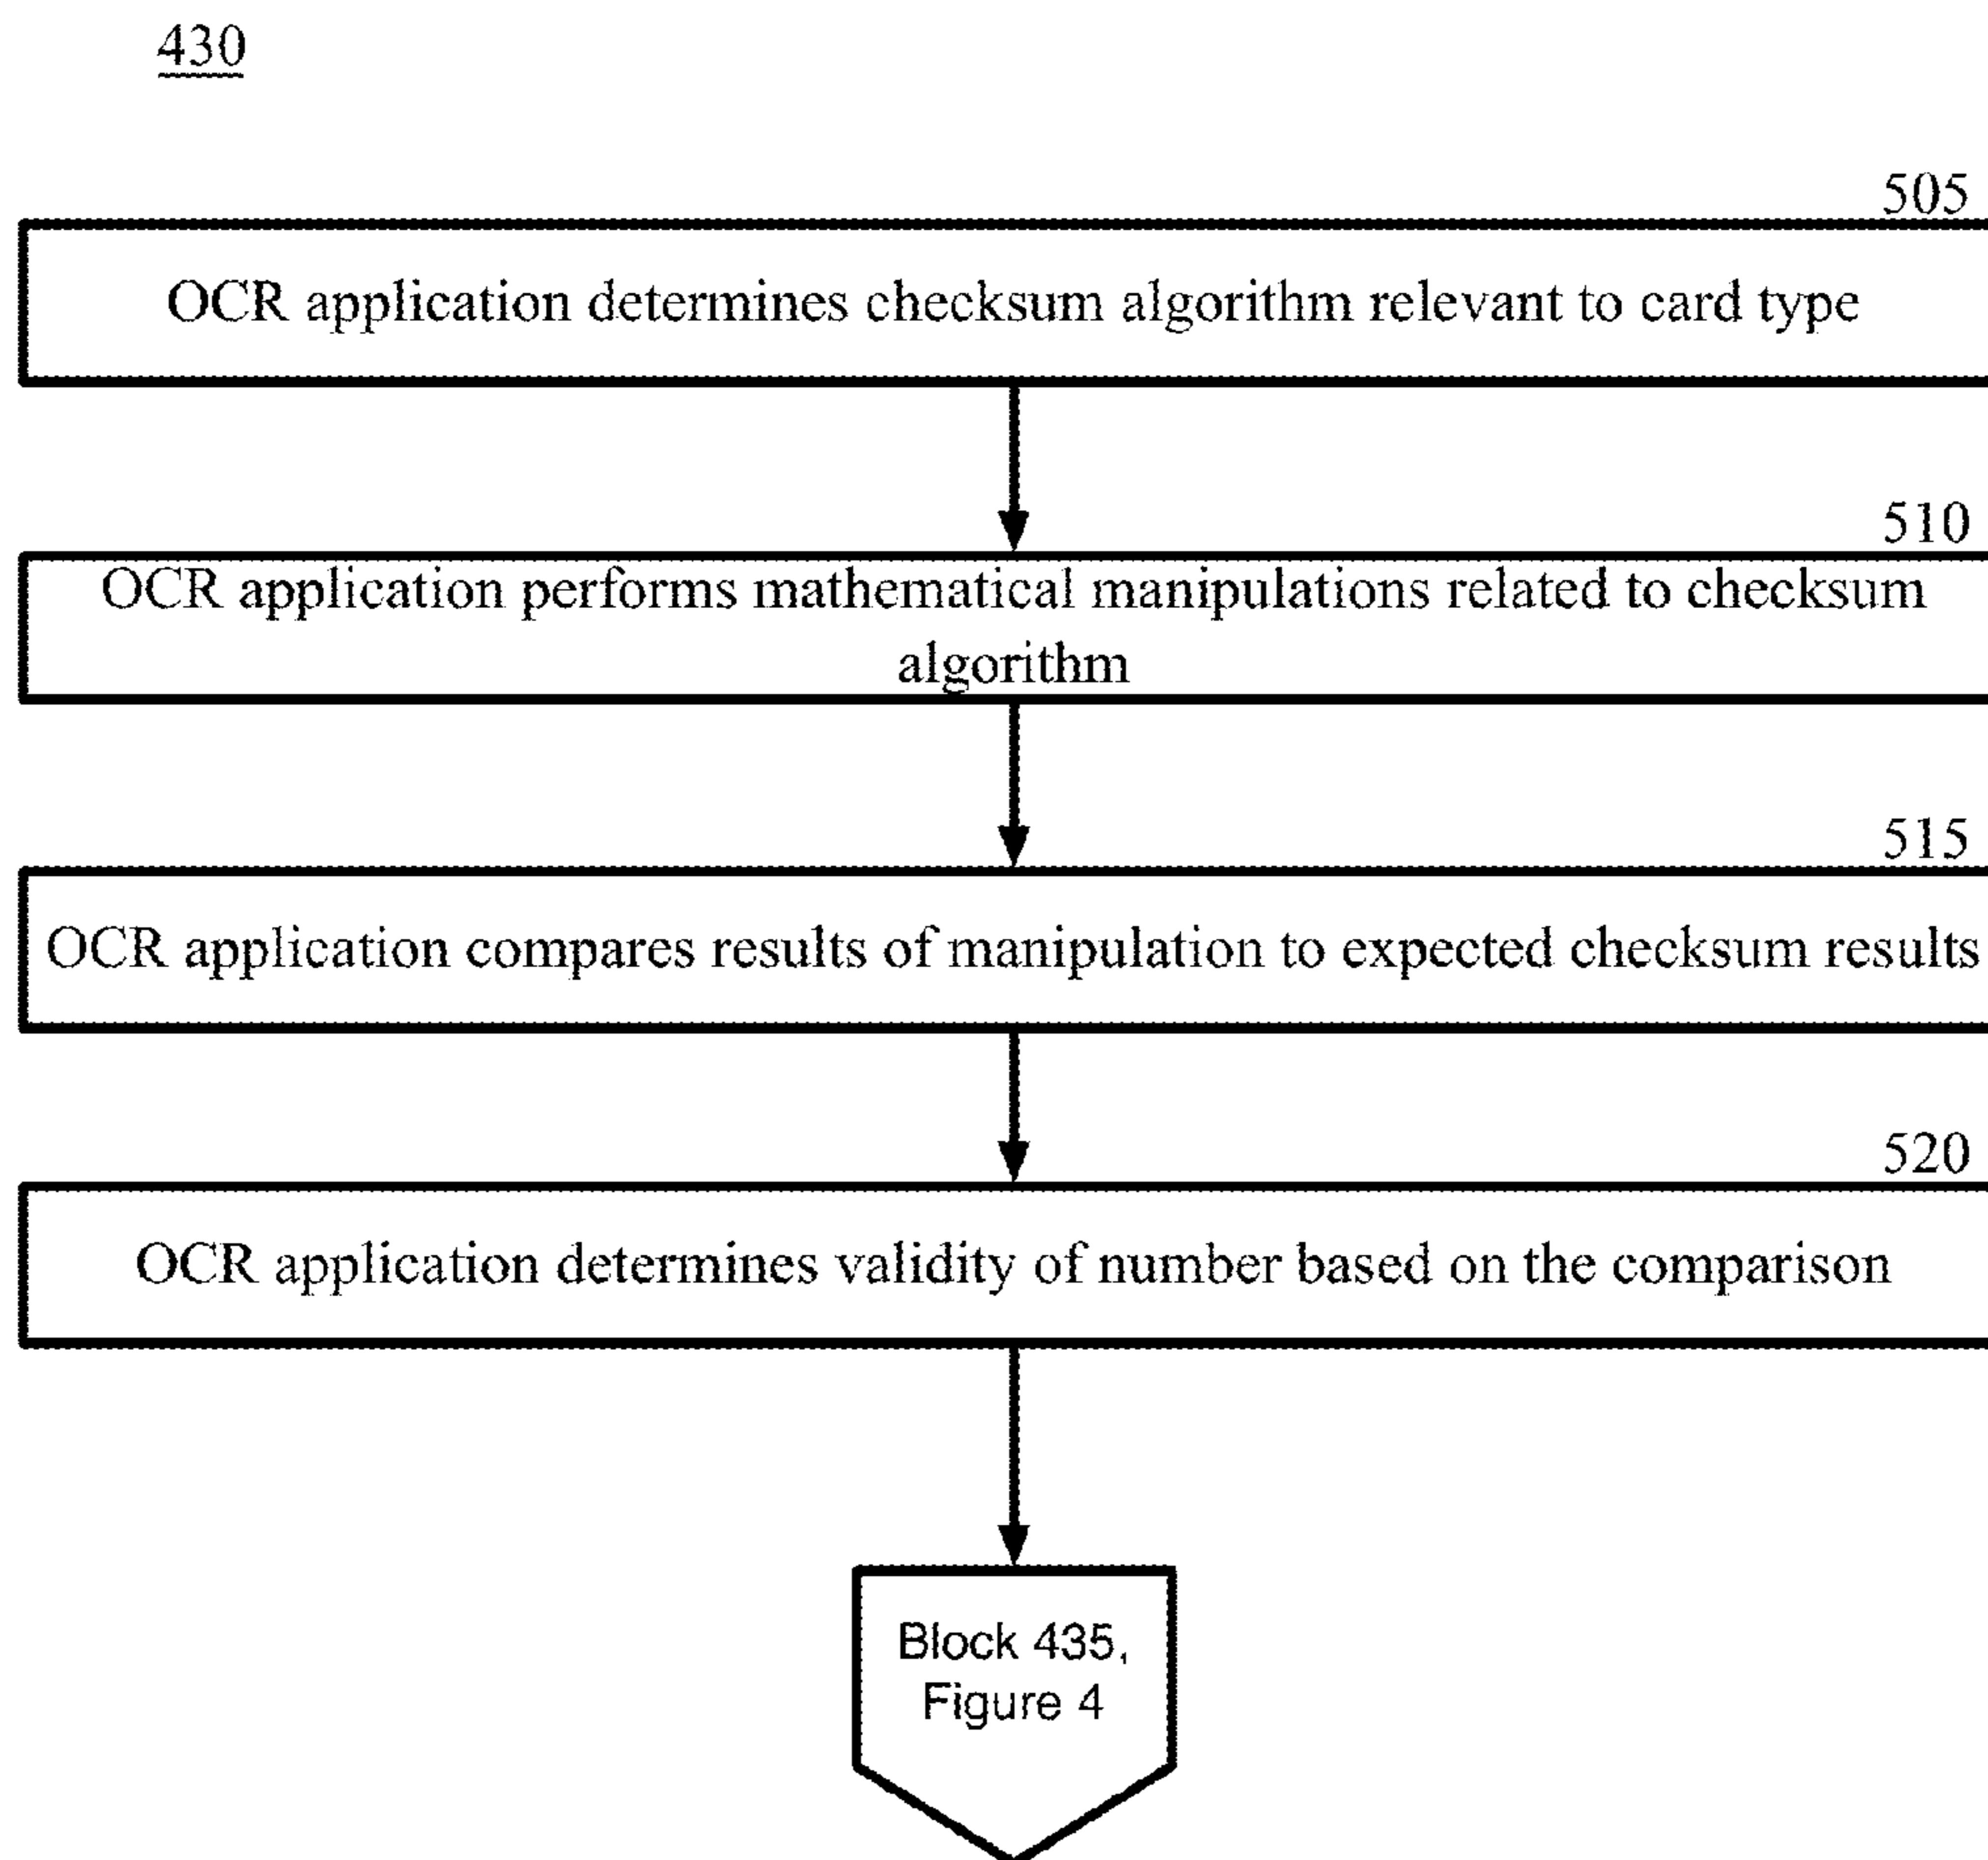 430
505
OCR application determines checksum algorithm relevant to card type
510
OCR application performs mathematical manipulations related to checksum
algorithm
515
OCR application compares results of manipulation to expected checksum results
520
OCR application determines validity of number based on the comparison
Block 435,
Figure 4